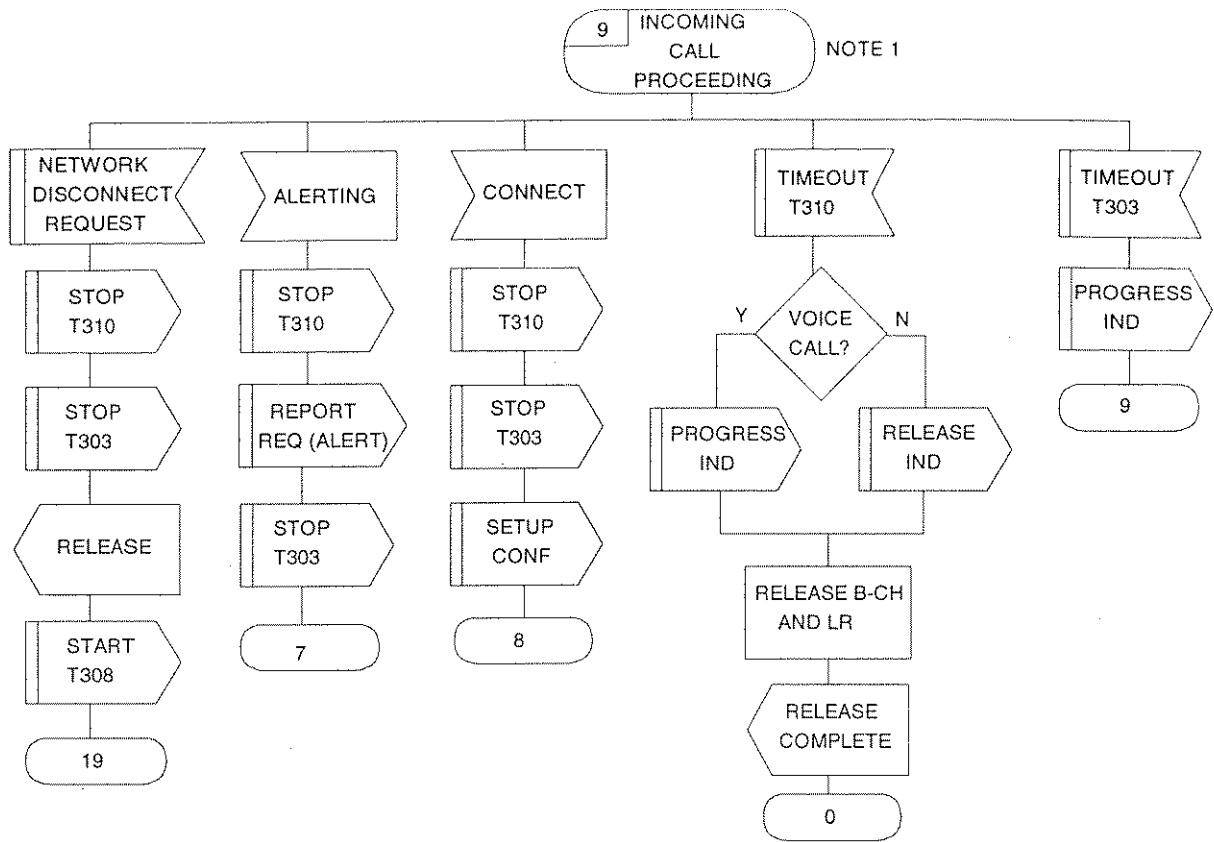 9
INCOMING
CALL
PROCEEDING
NOTE 1
NETWORK
DISCONNECT
REQUEST
STOP
T310
STOP
T303
RELEASE
START
T308
19
ALERTING
STOP
T310
REPORT
REQ (ALERT)
STOP
T303
7
CONNECT
STOP
T310
STOP
T303
SETUP
CONF
8
TIMEOUT
T310
VOICE
CALL?
Y
N
PROGRESS
IND
RELEASE
IND
RELEASE B-CH
AND LR
RELEASE
COMPLETE
0
TIMEOUT
T303
PROGRESS
IND
9